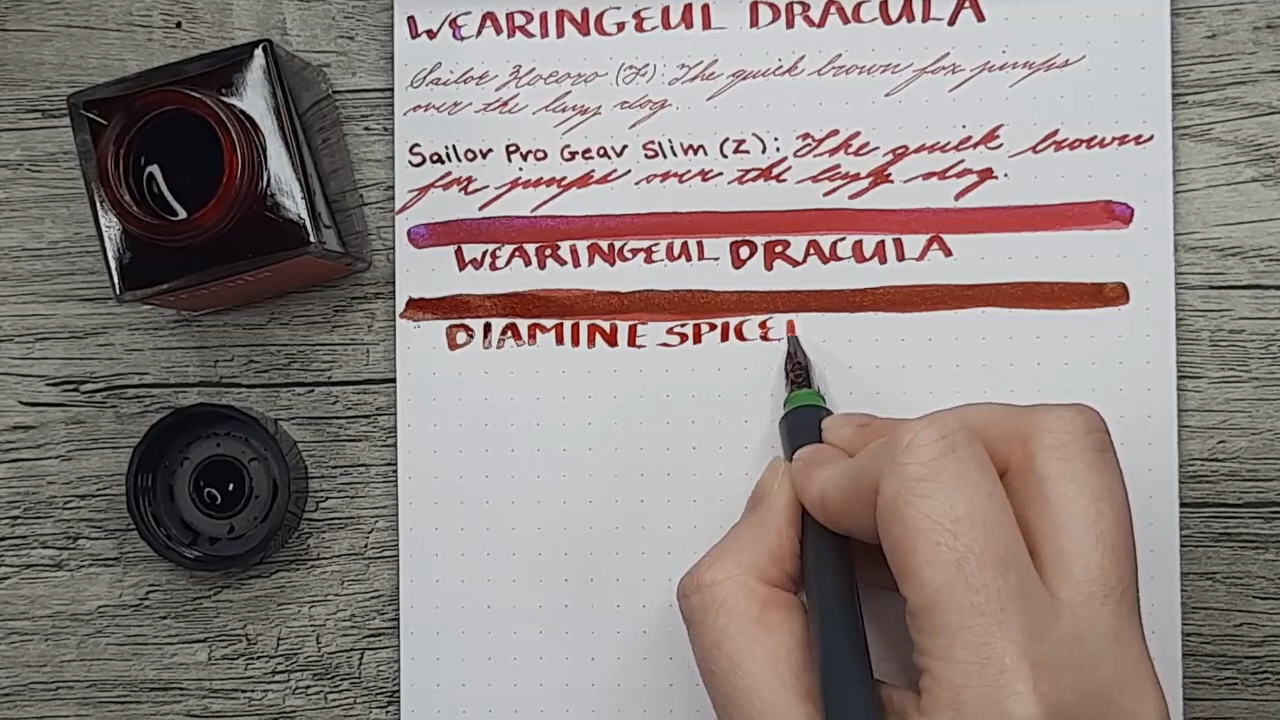 WEARINGEUL DRACULA
Sailor Hocoro (F): The quick brown fox jumps
over the lazy dog.
Sailor Pro Gear Slim (Z): The quick brown
fox jumps over the lazy dog.
WEARINGEUL DRACULA
DIAMINE SPICE